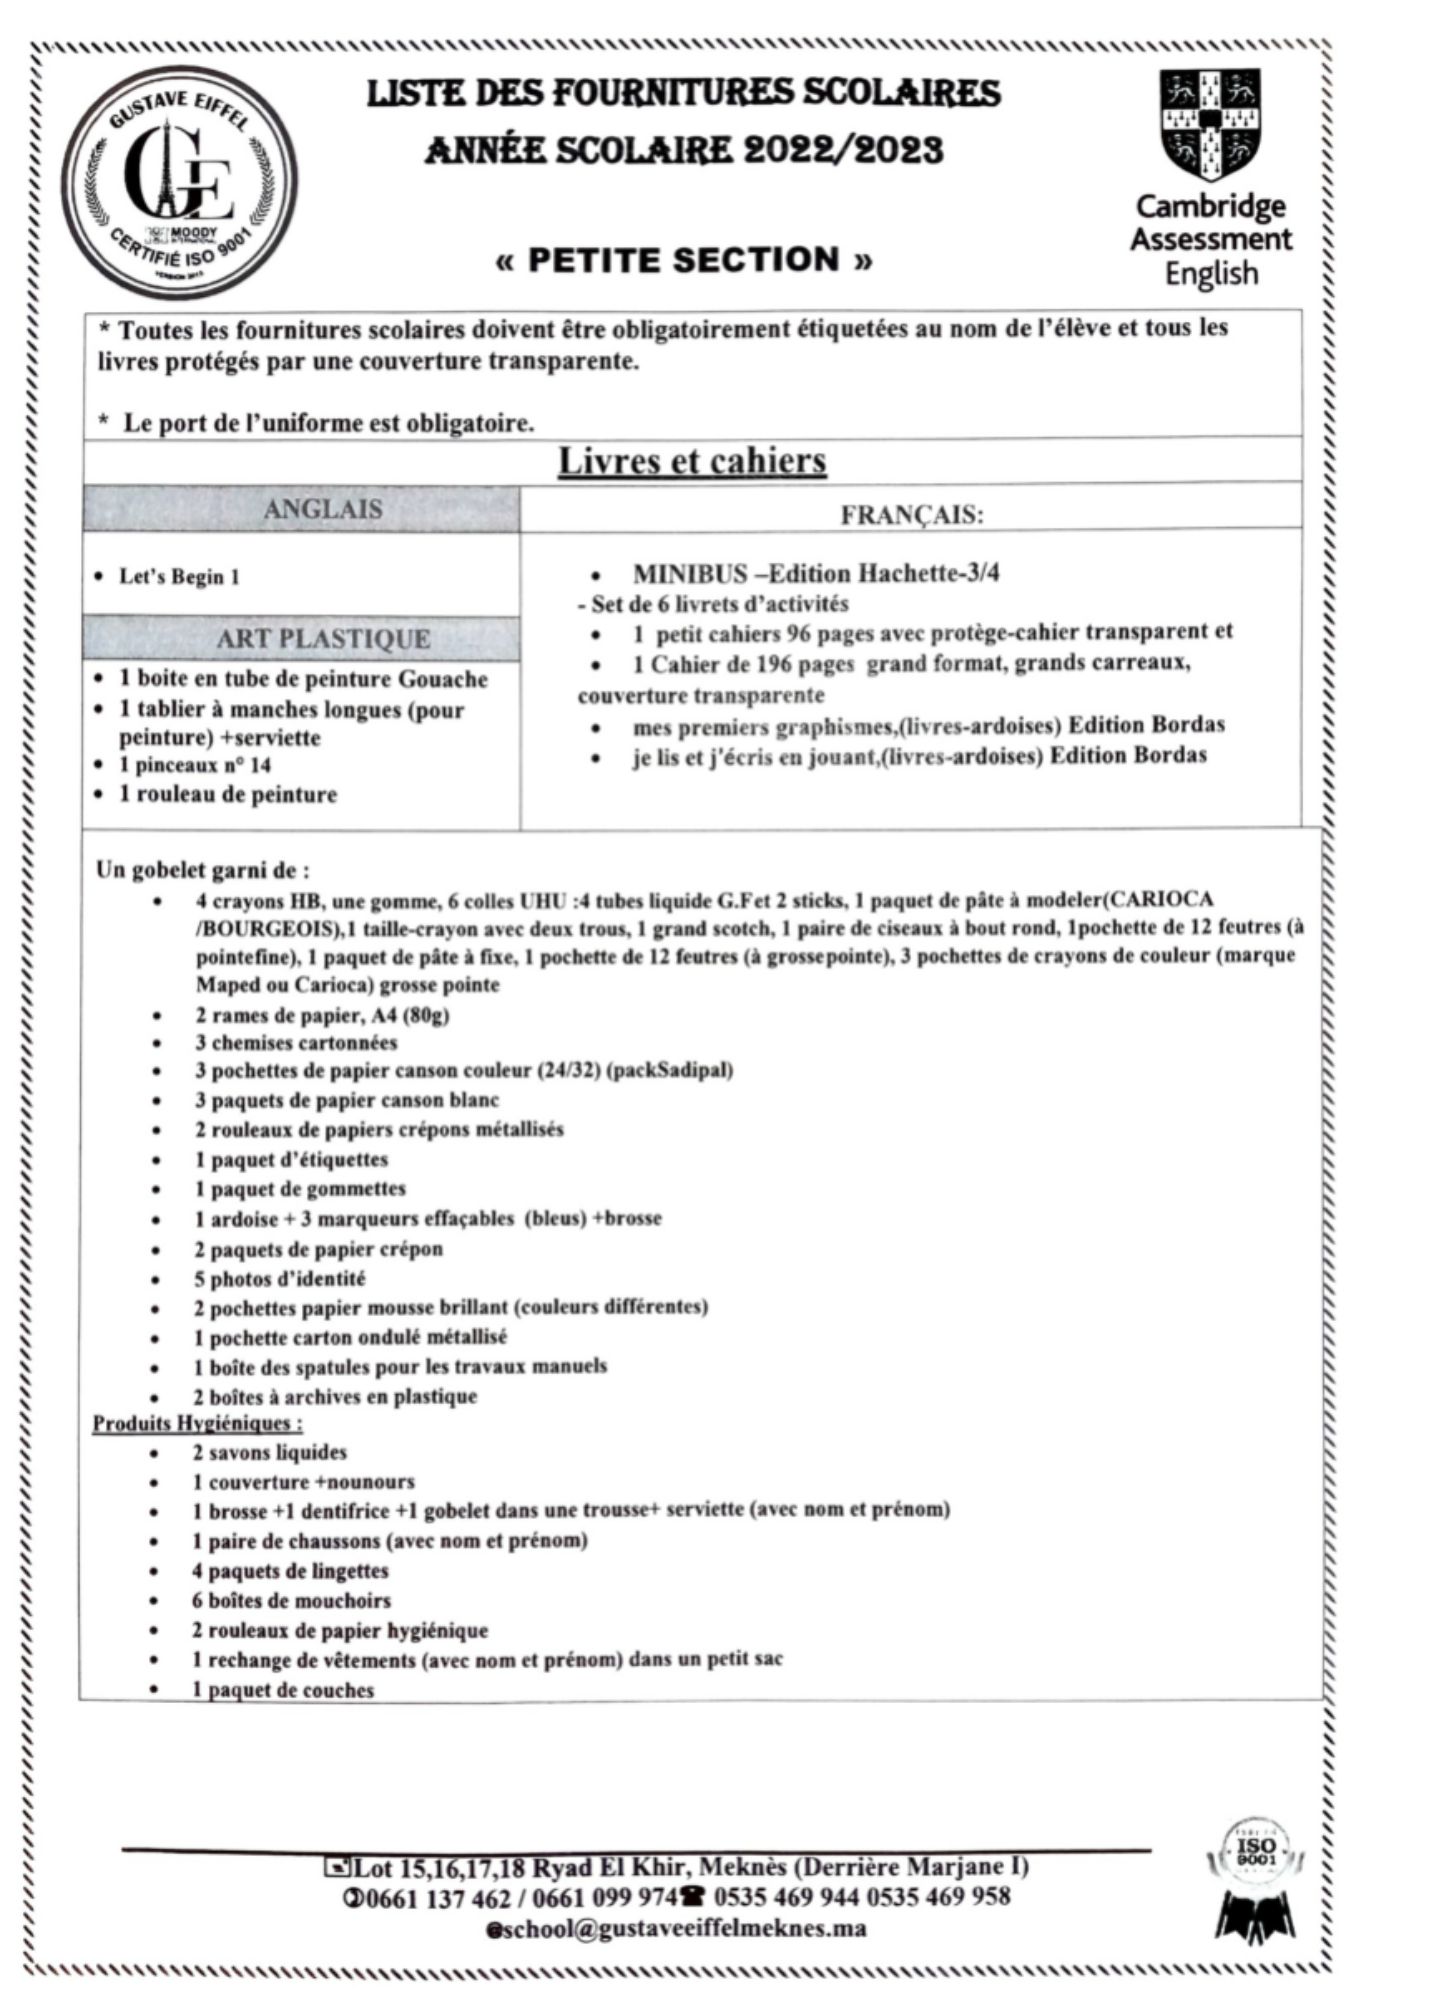 LISTE DES FOURNITURES SCOLAIRES
ANNÉE SCOLAIRE 2022/2023
« PETITE SECTION »
GUSTAVE EIFFEL
GE
MOODY
INTERNATIONAL
CERTIFIÉ ISO 9001
Cambridge
Assessment
English
* Toutes les fournitures scolaires doivent être obligatoirement étiquetées au nom de l'élève et tous les
livres protégés par une couverture transparente.
* Le port de l'uniforme est obligatoire.
Livres et cahiers
ANGLAIS
• Let's Begin 1
ART PLASTIQUE
• 1 boite en tube de peinture Gouache
• 1 tablier à manches longues (pour
peinture) +serviette
• 1 pinceaux n° 14
• 1 rouleau de peinture
FRANÇAIS:
• MINIBUS –Edition Hachette-3/4
- Set de 6 livrets d'activités
• 1 petit cahiers 96 pages avec protège-cahier transparent et
• 1 Cahier de 196 pages grand format, grands carreaux,
couverture transparente
• mes premiers graphismes,(livres-ardoises) Edition Bordas
• je lis et j'écris en jouant,(livres-ardoises) Edition Bordas
Un gobelet garni de :
• 4 crayons HB, une gomme, 6 colles UHU :4 tubes liquide G.Fet 2 sticks, 1 paquet de pâte à modeler(CARIOCA
/BOURGEOIS),1 taille-crayon avec deux trous, 1 grand scotch, 1 paire de ciseaux à bout rond, 1pochette de 12 feutres (à
pointefine), 1 paquet de pâte à fixe, 1 pochette de 12 feutres (à grossepointe), 3 pochettes de crayons de couleur (marque
Maped ou Carioca) grosse pointe
• 2 rames de papier, A4 (80g)
• 3 chemises cartonnées
• 3 pochettes de papier canson couleur (24/32) (packSadipal)
• 3 paquets de papier canson blanc
• 2 rouleaux de papiers crépons métallisés
• 1 paquet d'étiquettes
• 1 paquet de gommettes
• 1 ardoise + 3 marqueurs effaçables (bleus) +brosse
• 2 paquets de papier crépon
• 5 photos d'identité
• 2 pochettes papier mousse brillant (couleurs différentes)
• 1 pochette carton ondulé métallisé
• 1 boîte des spatules pour les travaux manuels
• 2 boîtes à archives en plastique
Produits Hygiéniques :
• 2 savons liquides
• 1 couverture +nounours
• 1 brosse +1 dentifrice +1 gobelet dans une trousse+ serviette (avec nom et prénom)
• 1 paire de chaussons (avec nom et prénom)
• 4 paquets de lingettes
• 6 boîtes de mouchoirs
• 2 rouleaux de papier hygiénique
• 1 rechange de vêtements (avec nom et prénom) dans un petit sac
• 1 paquet de couches
Lot 15,16,17,18 Ryad El Khir, Meknès (Derrière Marjane I)
0661 137 462 / 0661 099 974 ☎ 0535 469 944 0535 469 958
@school@gustaveeiffelmeknes.ma
ISO
9001